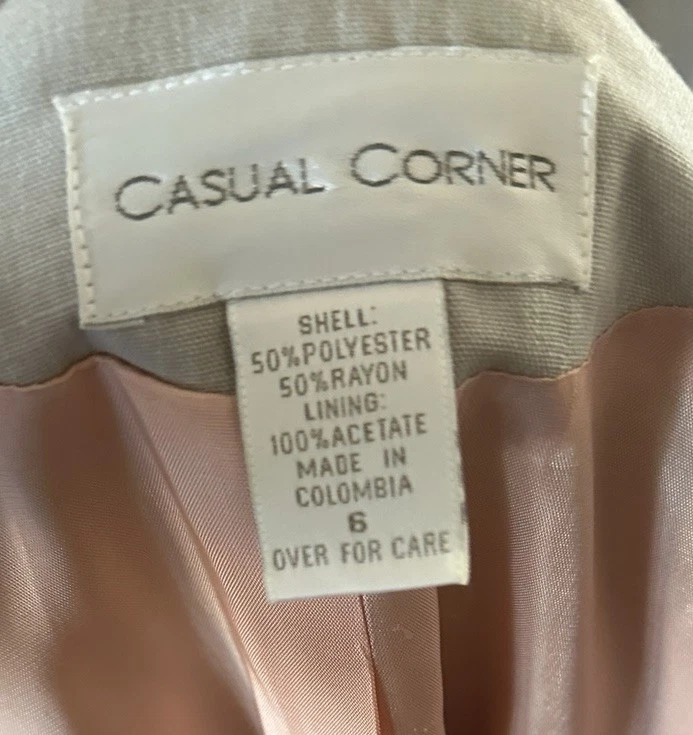 CASUAL CORNER
SHELL:
50%POLYESTER
50%RAYON
LINING:
100%ACETATE
MADE IN
COLOMBIA
6
OVER FOR CARE